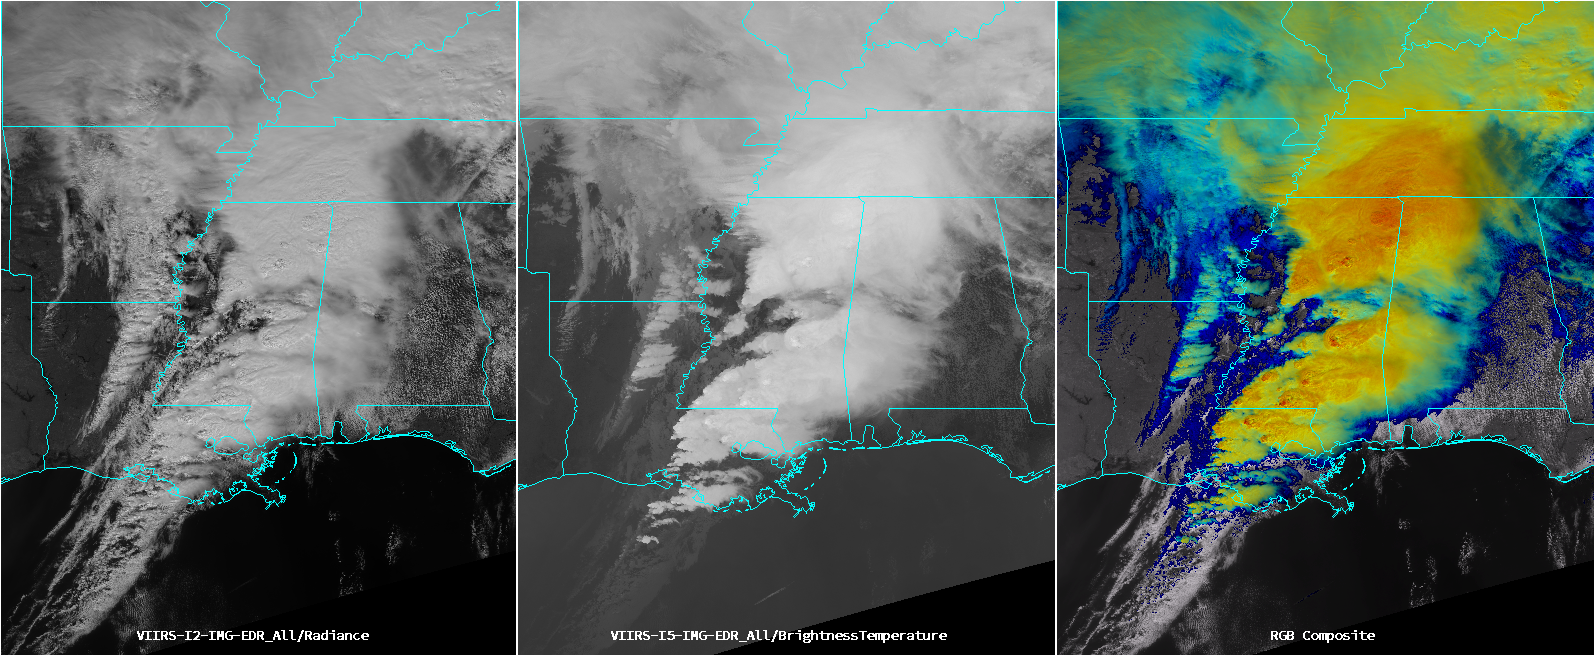 VIIRS-I2-IMG-EDR_All/Radiance
VIIRS-I5-IMG-EDR_All/BrightnessTemperature
RGB Composite